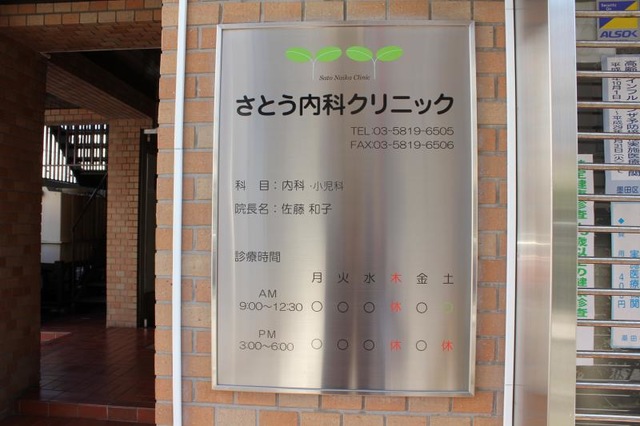 Sato Naika Clinic
さとう内科クリニック
TEL.03-5819-6505
FAX.03-5819-6506
科 目：内科・小児科
院長名：佐藤 和子
診療時間
月 火 水 木 金 土
AM
9:00～12:30 ○ ○ ○ 休 ○ ○
PM
3:00～6:00 ○ ○ ○ 休 ○ 休
ALSOK
墨田区